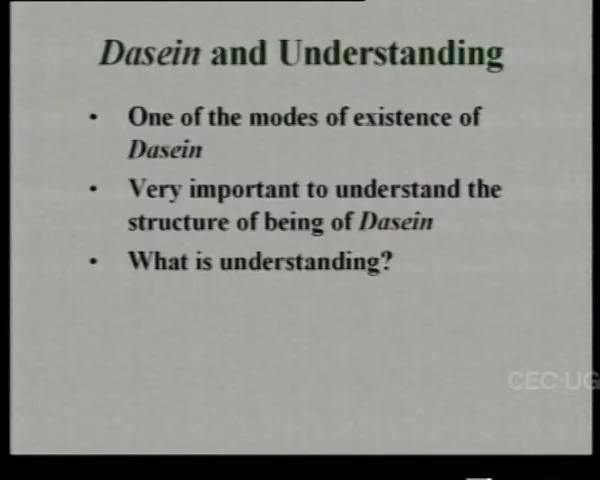 Dasein and Understanding
• One of the modes of existence of
Dasein
• Very important to understand the
structure of being of Dasein
• What is understanding?
CEC UG